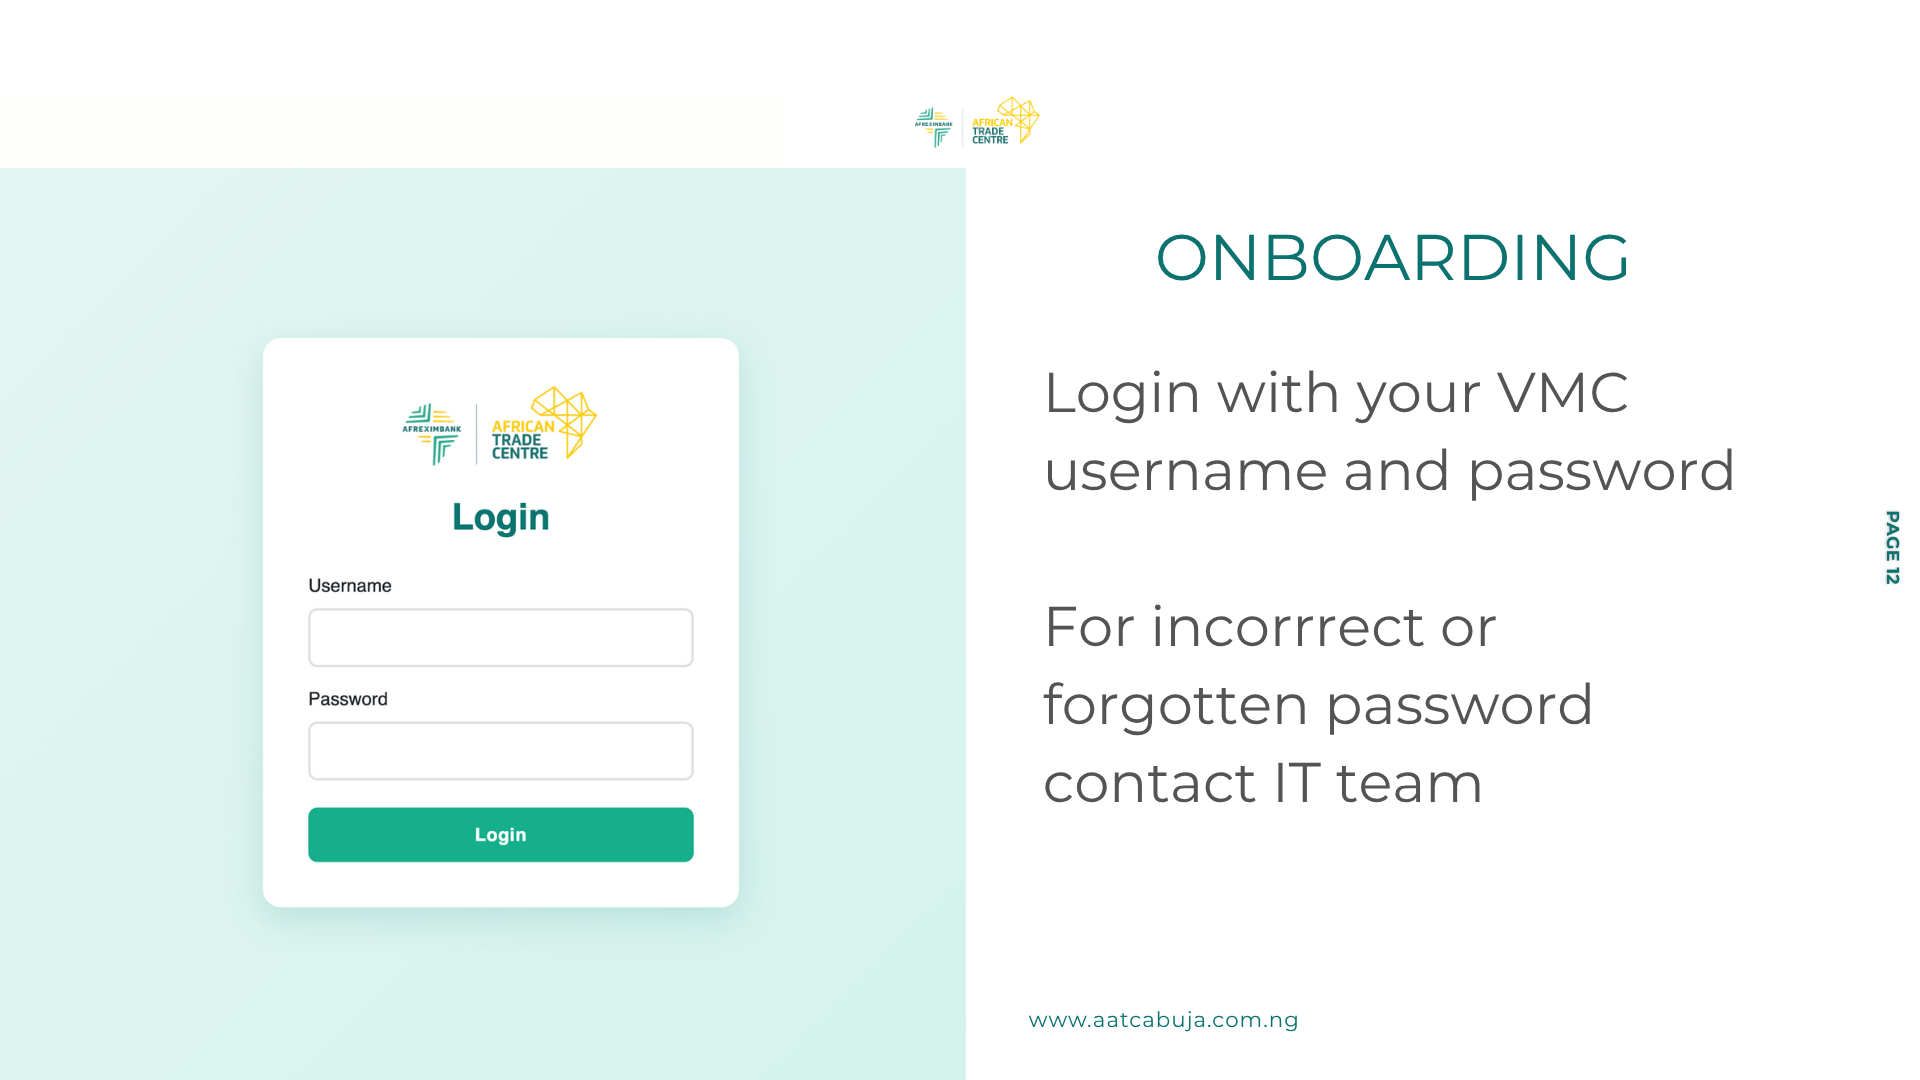 AFREXIMBANK
AFRICAN
TRADE
CENTRE
AFREXIMBANK
AFRICAN
TRADE
CENTRE
Login
Username
Password
Login
ONBOARDING
Login with your VMC
username and password
For incorrrect or
forgotten password
contact IT team
www.aatcabuja.com.ng
PAGE 12